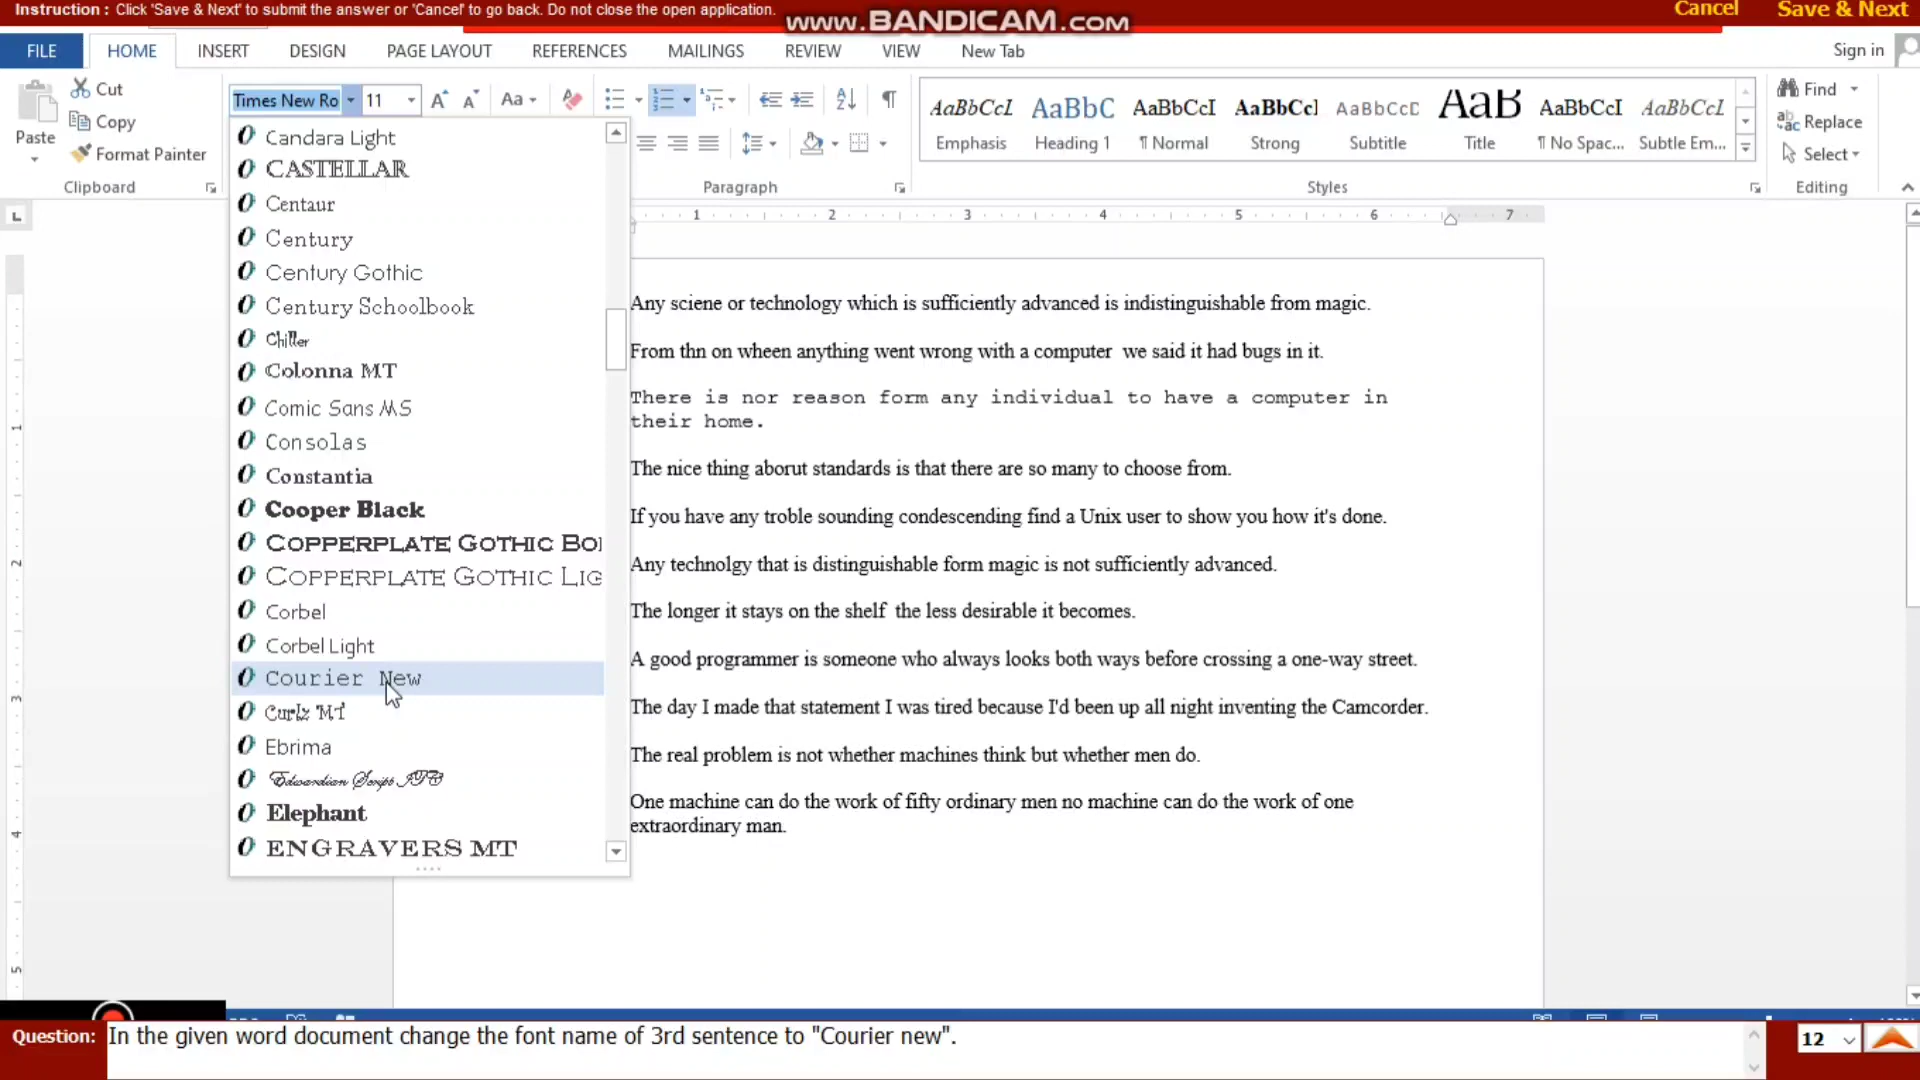 Instruction : Click 'Save & Next' to submit the answer or 'Cancel' to go back. Do not close the open application.
www.BANDICAM.com
Cancel Save & Next
FILE HOME INSERT DESIGN PAGE LAYOUT REFERENCES MAILINGS REVIEW VIEW New Tab Sign in
Paste
Cut
Copy
Format Painter
Clipboard
Times New Ro 11
Aa
Paragraph
AaBbCcI AaBbC AaBbCcI AaBbCcI AaBbCcD AaB AaBbCcI AaBbCcI
Emphasis Heading 1 ¶ Normal Strong Subtitle Title ¶ No Spac... Subtle Em...
Styles
Find
Replace
Select
Editing
Candara Light
CASTELLAR
Centaur
Century
Century Gothic
Century Schoolbook
Chiller
Colonna MT
Comic Sans MS
Consolas
Constantia
Cooper Black
COPPERPLATE GOTHIC BO
COPPERPLATE GOTHIC LIG
Corbel
Corbel Light
Courier New
Curlz MT
Ebrima
Edwardian Script ITC
Elephant
ENGRAVERS MT
1 2 3 4 5 6 7
1
2
3
4
5
Any sciene or technology which is sufficiently advanced is indistinguishable from magic.
From thn on wheen anything went wrong with a computer we said it had bugs in it.
There is nor reason form any individual to have a computer in
their home.
The nice thing aborut standards is that there are so many to choose from.
If you have any troble sounding condescending find a Unix user to show you how it's done.
Any technolgy that is distinguishable form magic is not sufficiently advanced.
The longer it stays on the shelf the less desirable it becomes.
A good programmer is someone who always looks both ways before crossing a one-way street.
The day I made that statement I was tired because I'd been up all night inventing the Camcorder.
The real problem is not whether machines think but whether men do.
One machine can do the work of fifty ordinary men no machine can do the work of one
extraordinary man.
Question: In the given word document change the font name of 3rd sentence to "Courier new".
12